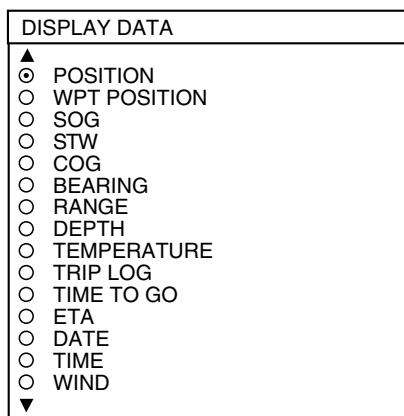 DISPLAY DATA
POSITION
WPT POSITION
SOG
STW
COG
BEARING
RANGE
DEPTH
TEMPERATURE
TRIP LOG
TIME TO GO
ETA
DATE
TIME
WIND